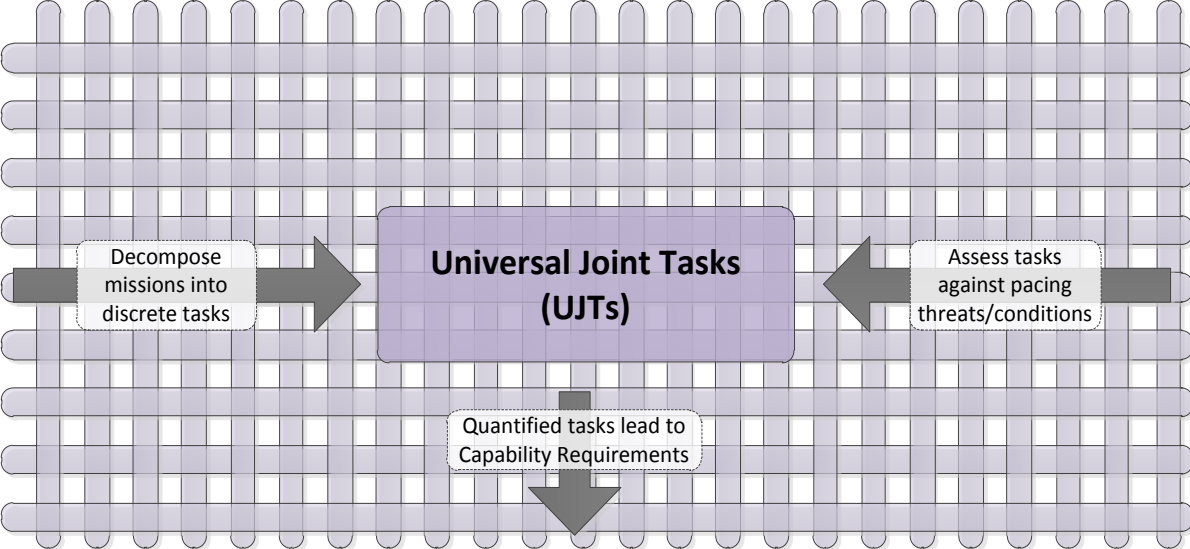 Decompose
missions into
discrete tasks
Universal Joint Tasks
(UJTs)
Assess tasks
against pacing
threats/conditions
Quantified tasks lead to
Capability Requirements